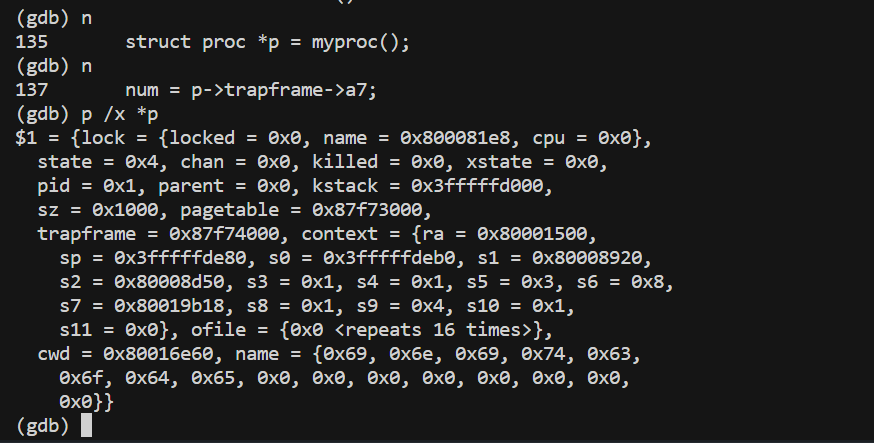 (gdb) n
135       struct proc *p = myproc();
(gdb) n
137       num = p->trapframe->a7;
(gdb) p /x *p
$1 = {lock = {locked = 0x0, name = 0x800081e8, cpu = 0x0},
  state = 0x4, chan = 0x0, killed = 0x0, xstate = 0x0,
  pid = 0x1, parent = 0x0, kstack = 0x3fffffd000,
  sz = 0x1000, pagetable = 0x87f73000,
  trapframe = 0x87f74000, context = {ra = 0x80001500,
    sp = 0x3fffffde80, s0 = 0x3fffffdeb0, s1 = 0x80008920,
    s2 = 0x80008d50, s3 = 0x1, s4 = 0x1, s5 = 0x3, s6 = 0x8,
    s7 = 0x80019b18, s8 = 0x1, s9 = 0x4, s10 = 0x1,
    s11 = 0x0}, ofile = {0x0 <repeats 16 times>},
  cwd = 0x80016e60, name = {0x69, 0x6e, 0x69, 0x74, 0x63,
    0x6f, 0x64, 0x65, 0x0, 0x0, 0x0, 0x0, 0x0, 0x0, 0x0,
    0x0}}
(gdb)